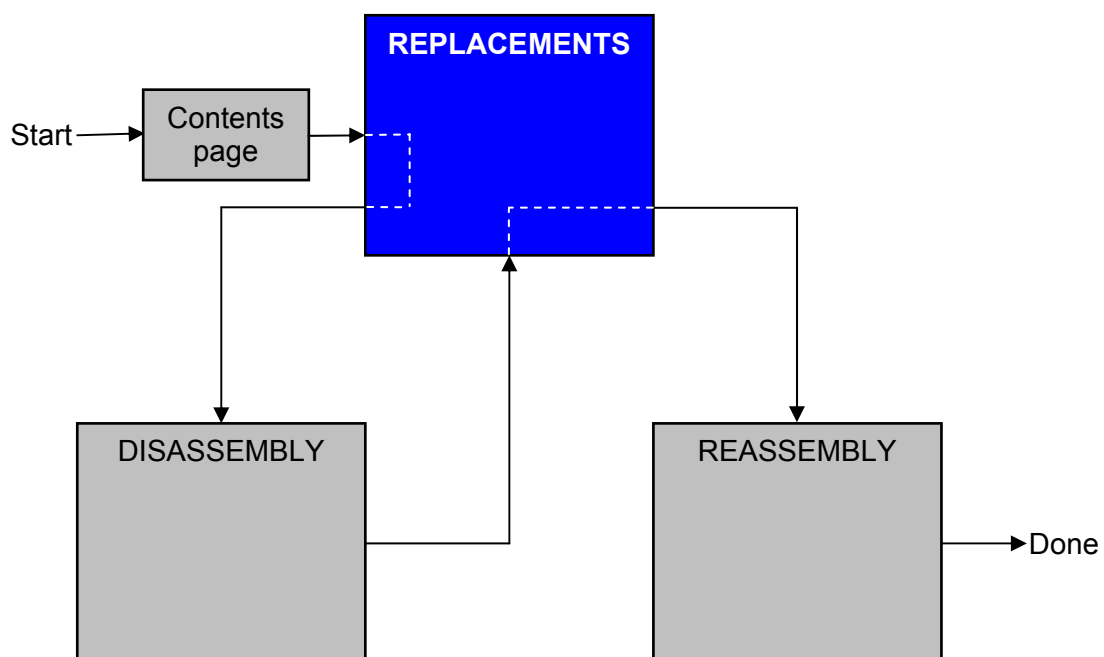 REPLACEMENTS
Start
Contents
page
DISASSEMBLY
REASSEMBLY
Done